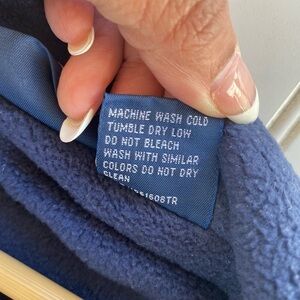 MACHINE WASH COLD
TUMBLE DRY LOW
DO NOT BLEACH
WASH WITH SIMILAR
COLORS DO NOT DRY
CLEAN